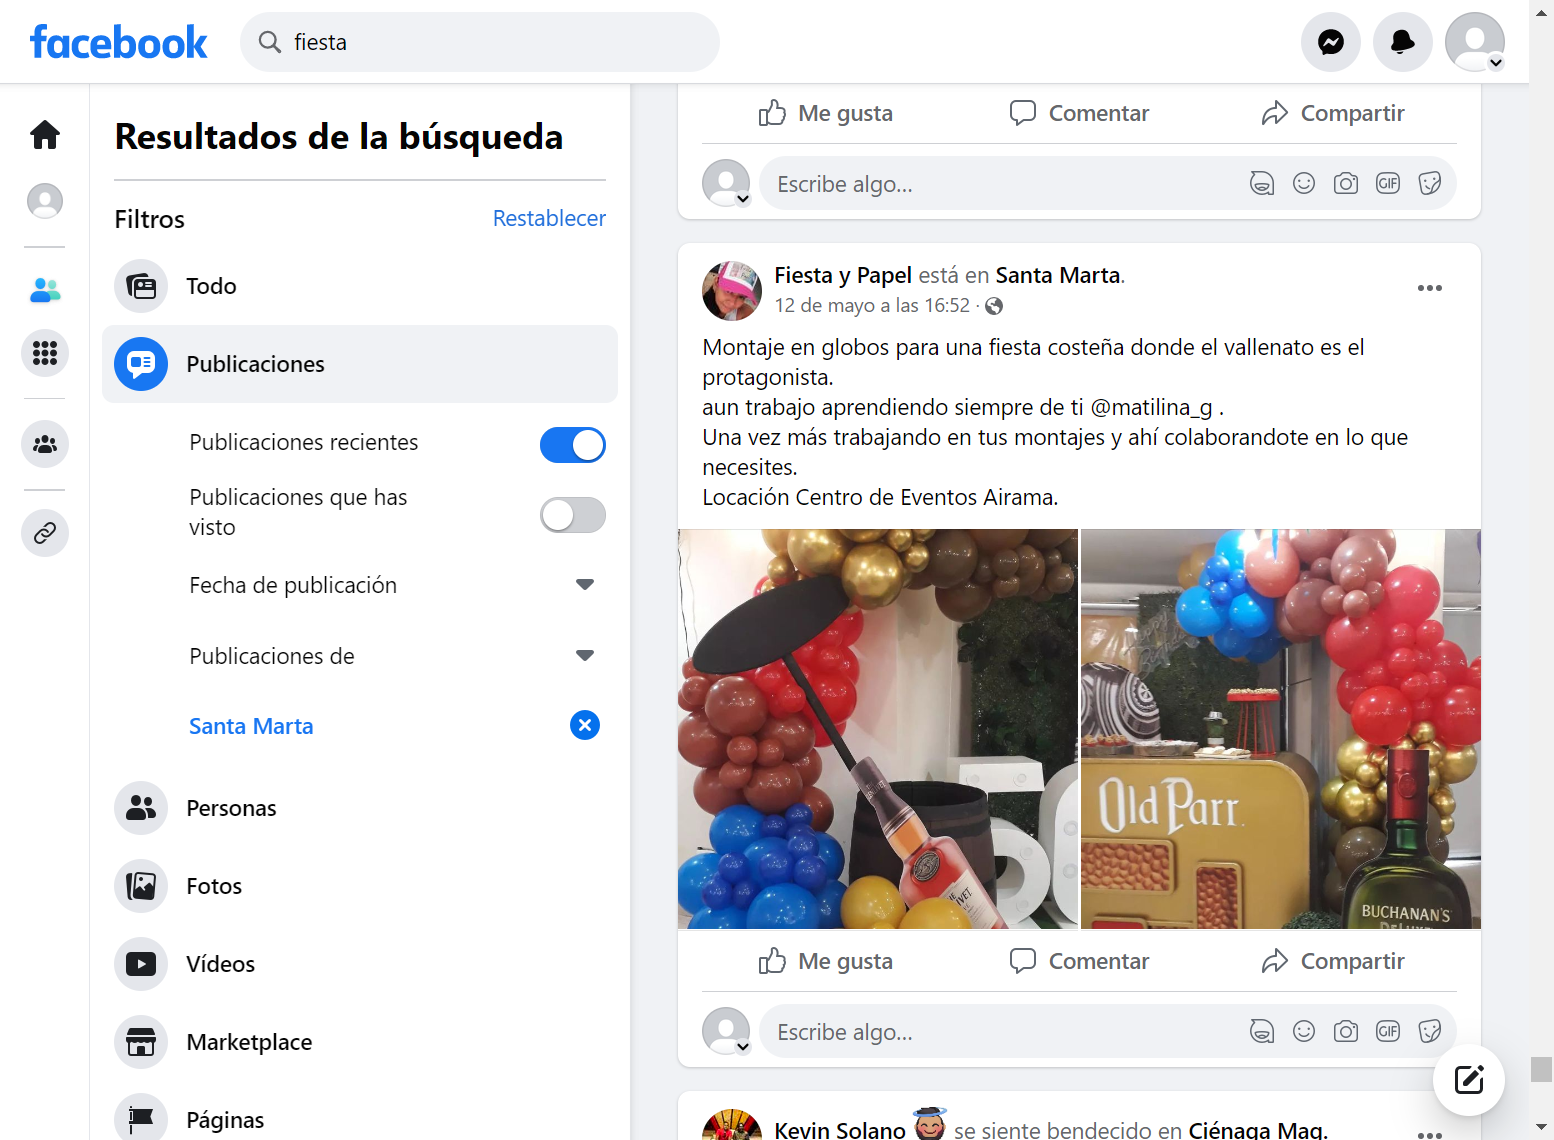 facebook
fiesta
Resultados de la búsqueda
Filtros
Restablecer
Todo
Publicaciones
Publicaciones recientes
Publicaciones que has
visto
Fecha de publicación
Publicaciones de
Santa Marta
Personas
Fotos
Vídeos
Marketplace
Páginas
Me gusta
Comentar
Compartir
Escribe algo...
GIF
Fiesta y Papel está en Santa Marta.
12 de mayo a las 16:52 ·
Montaje en globos para una fiesta costeña donde el vallenato es el
protagonista.
aun trabajo aprendiendo siempre de ti @matilina_g .
Una vez más trabajando en tus montajes y ahí colaborandote en lo que
necesites.
Locación Centro de Eventos Airama.
Old Parr
BUCHANAN'S
Me gusta
Comentar
Compartir
Escribe algo...
GIF
Kevin Solano se siente bendecido en Ciénaga Mag.